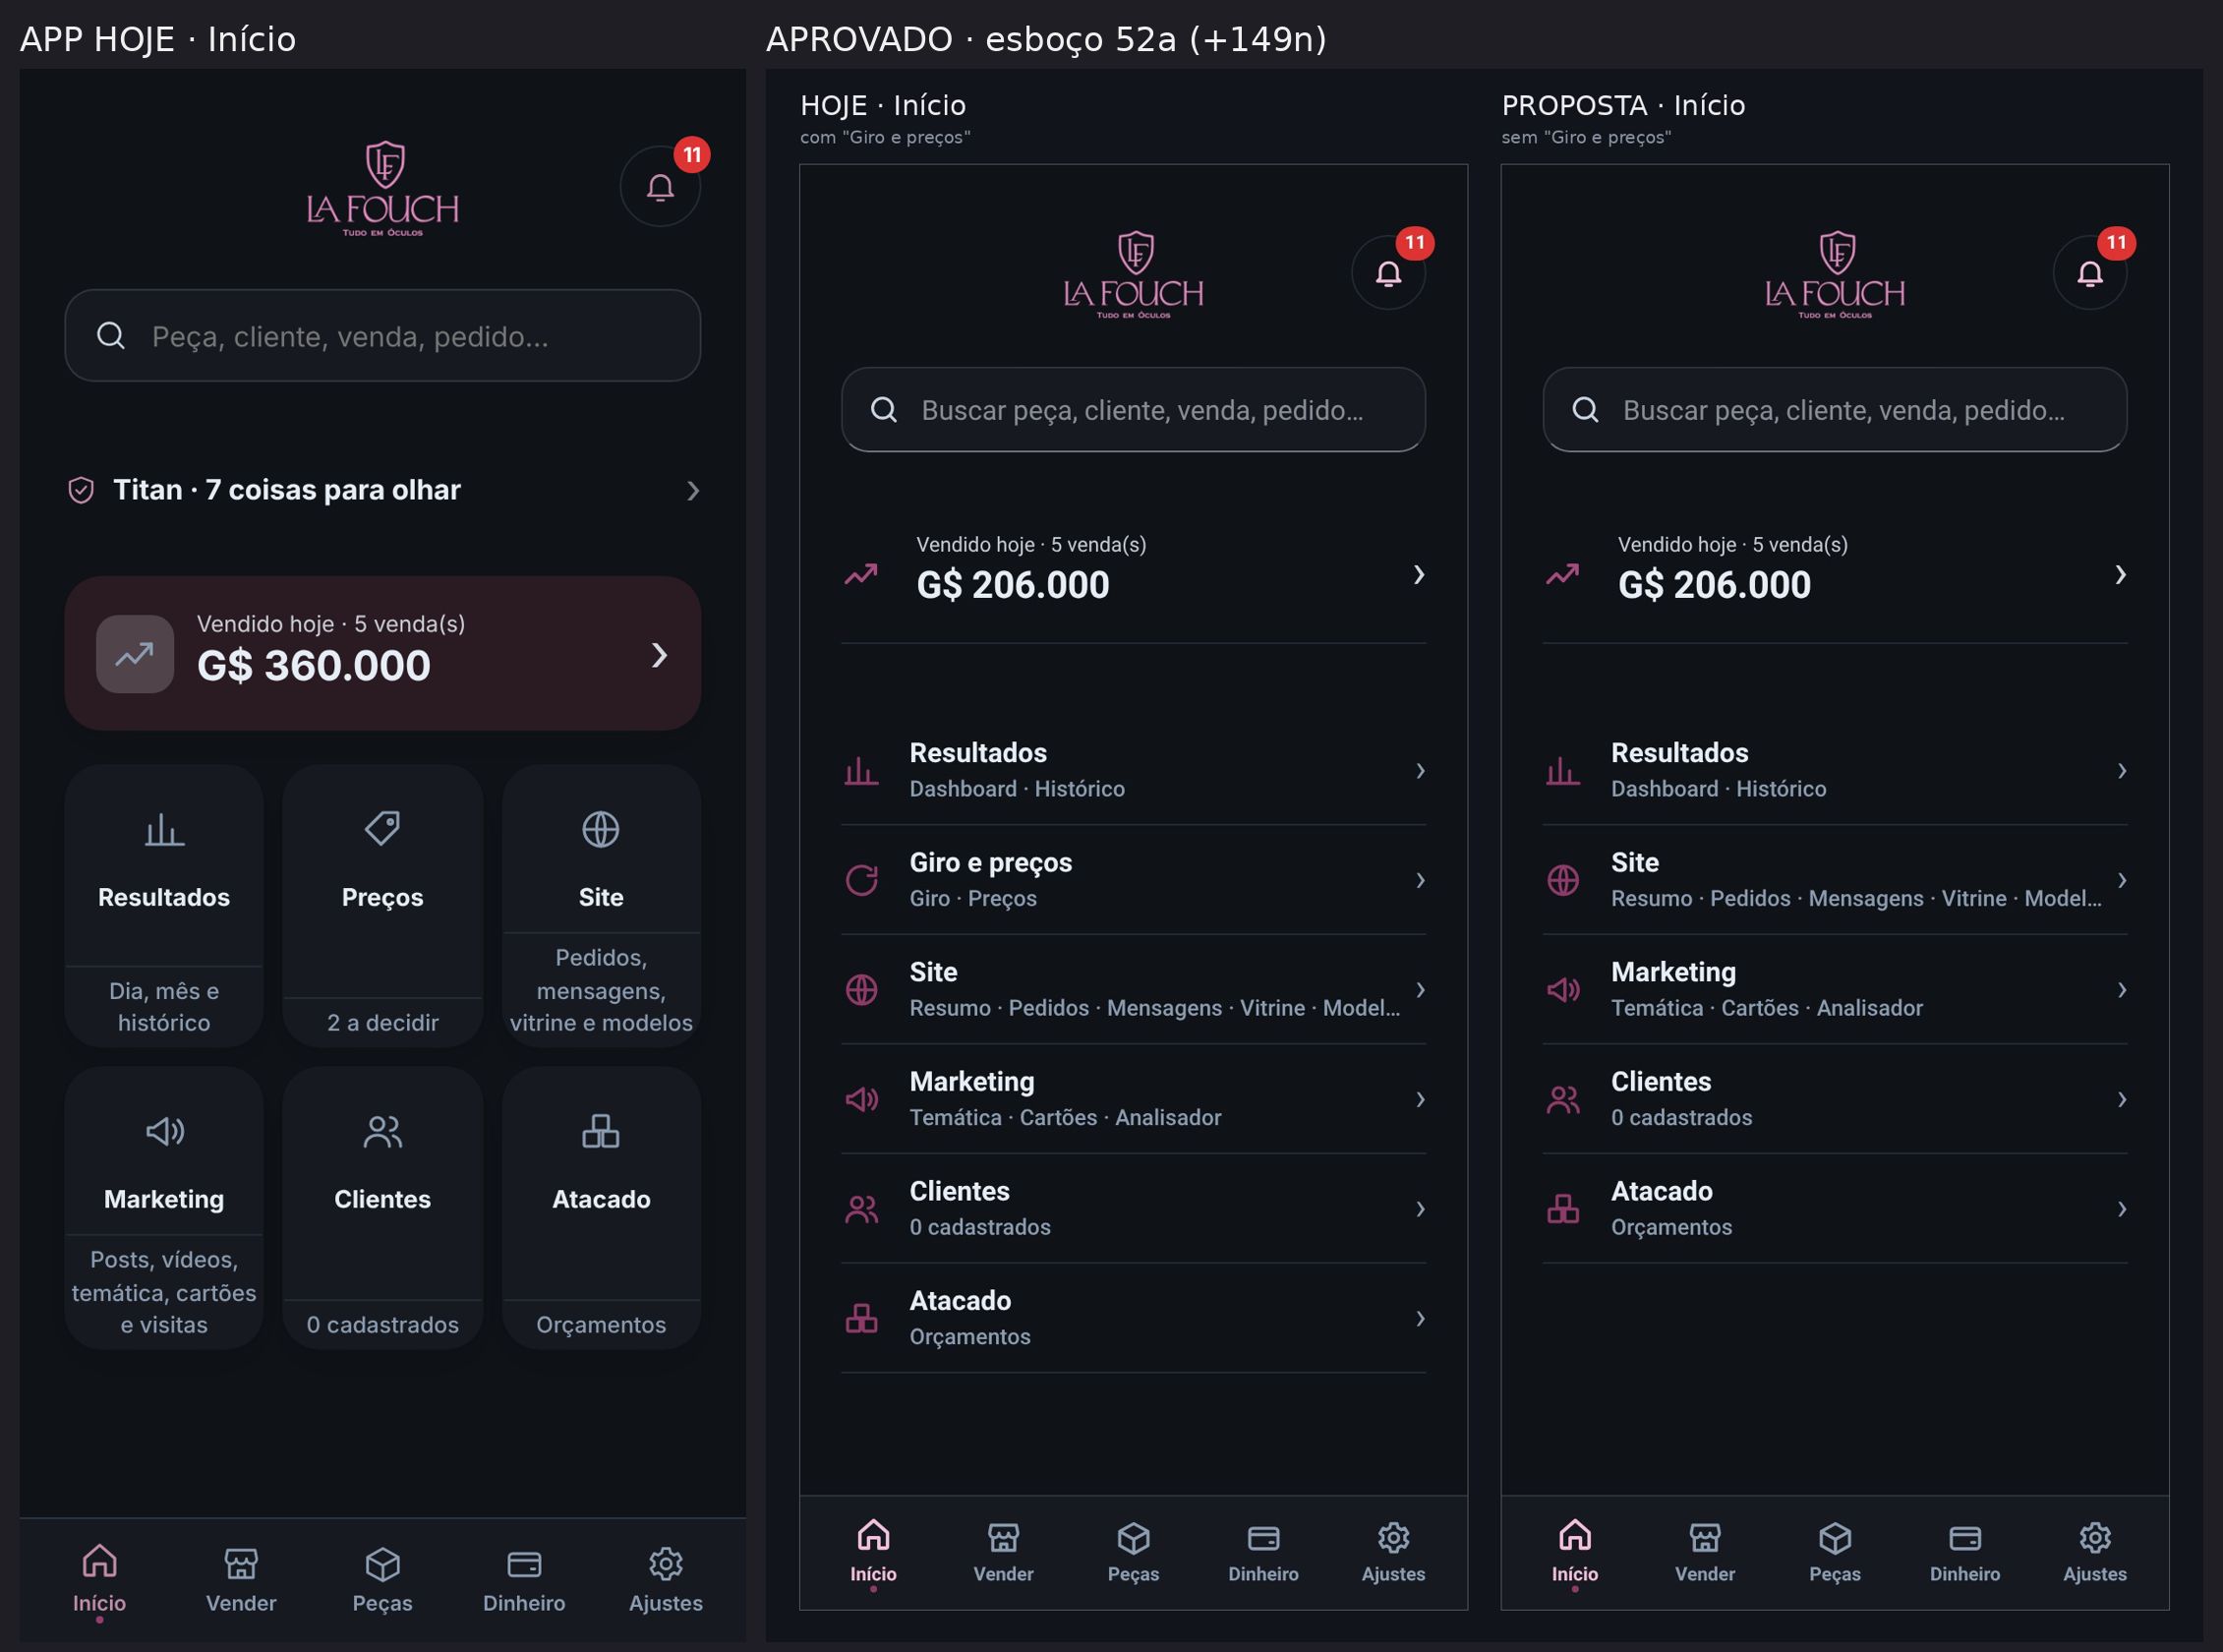 APP HOJE · Início
11
LF
LA FOUCH
TUDO EM ÓCULOS
Peça, cliente, venda, pedido...
Titan · 7 coisas para olhar
Vendido hoje · 5 venda(s)
G$ 360.000
Resultados
Dia, mês e
histórico
Preços
2 a decidir
Site
Pedidos,
mensagens,
vitrine e modelos
Marketing
Posts, vídeos,
temática, cartões
e visitas
Clientes
0 cadastrados
Atacado
Orçamentos
Início
Vender
Peças
Dinheiro
Ajustes
APROVADO · esboço 52a (+149n)
HOJE · Início
com "Giro e preços"
11
LF
LA FOUCH
TUDO EM ÓCULOS
Buscar peça, cliente, venda, pedido...
Vendido hoje · 5 venda(s)
G$ 206.000
Resultados
Dashboard · Histórico
Giro e preços
Giro · Preços
Site
Resumo · Pedidos · Mensagens · Vitrine · Model...
Marketing
Temática · Cartões · Analisador
Clientes
0 cadastrados
Atacado
Orçamentos
Início
Vender
Peças
Dinheiro
Ajustes
PROPOSTA · Início
sem "Giro e preços"
11
LF
LA FOUCH
TUDO EM ÓCULOS
Buscar peça, cliente, venda, pedido...
Vendido hoje · 5 venda(s)
G$ 206.000
Resultados
Dashboard · Histórico
Site
Resumo · Pedidos · Mensagens · Vitrine · Model...
Marketing
Temática · Cartões · Analisador
Clientes
0 cadastrados
Atacado
Orçamentos
Início
Vender
Peças
Dinheiro
Ajustes